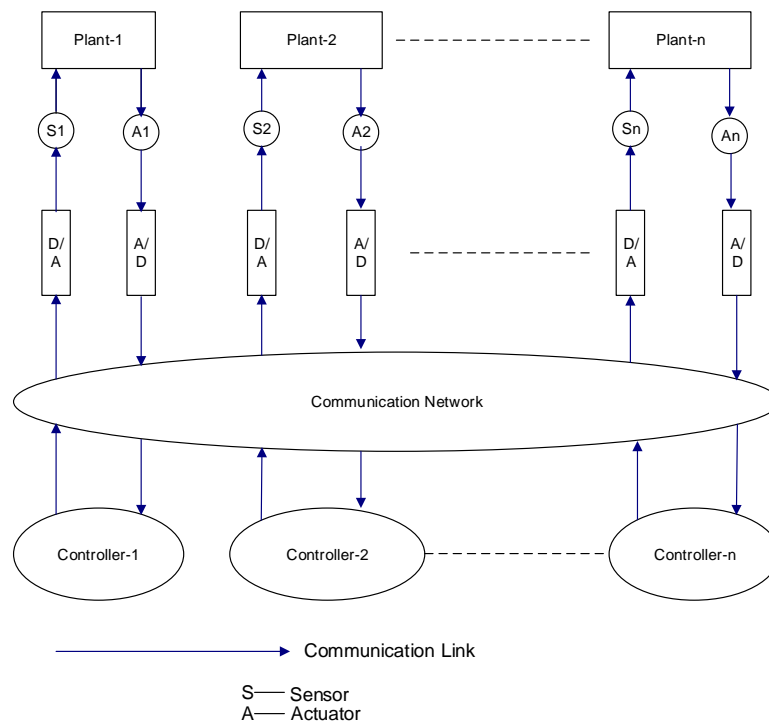 Plant-1
Plant-2
Plant-n
S1
A1
S2
A2
Sn
An
D/
A
A/
D
D/
A
A/
D
D/
A
A/
D
Communication Network
Controller-1
Controller-2
Controller-n
Communication Link
S Sensor
A Actuator